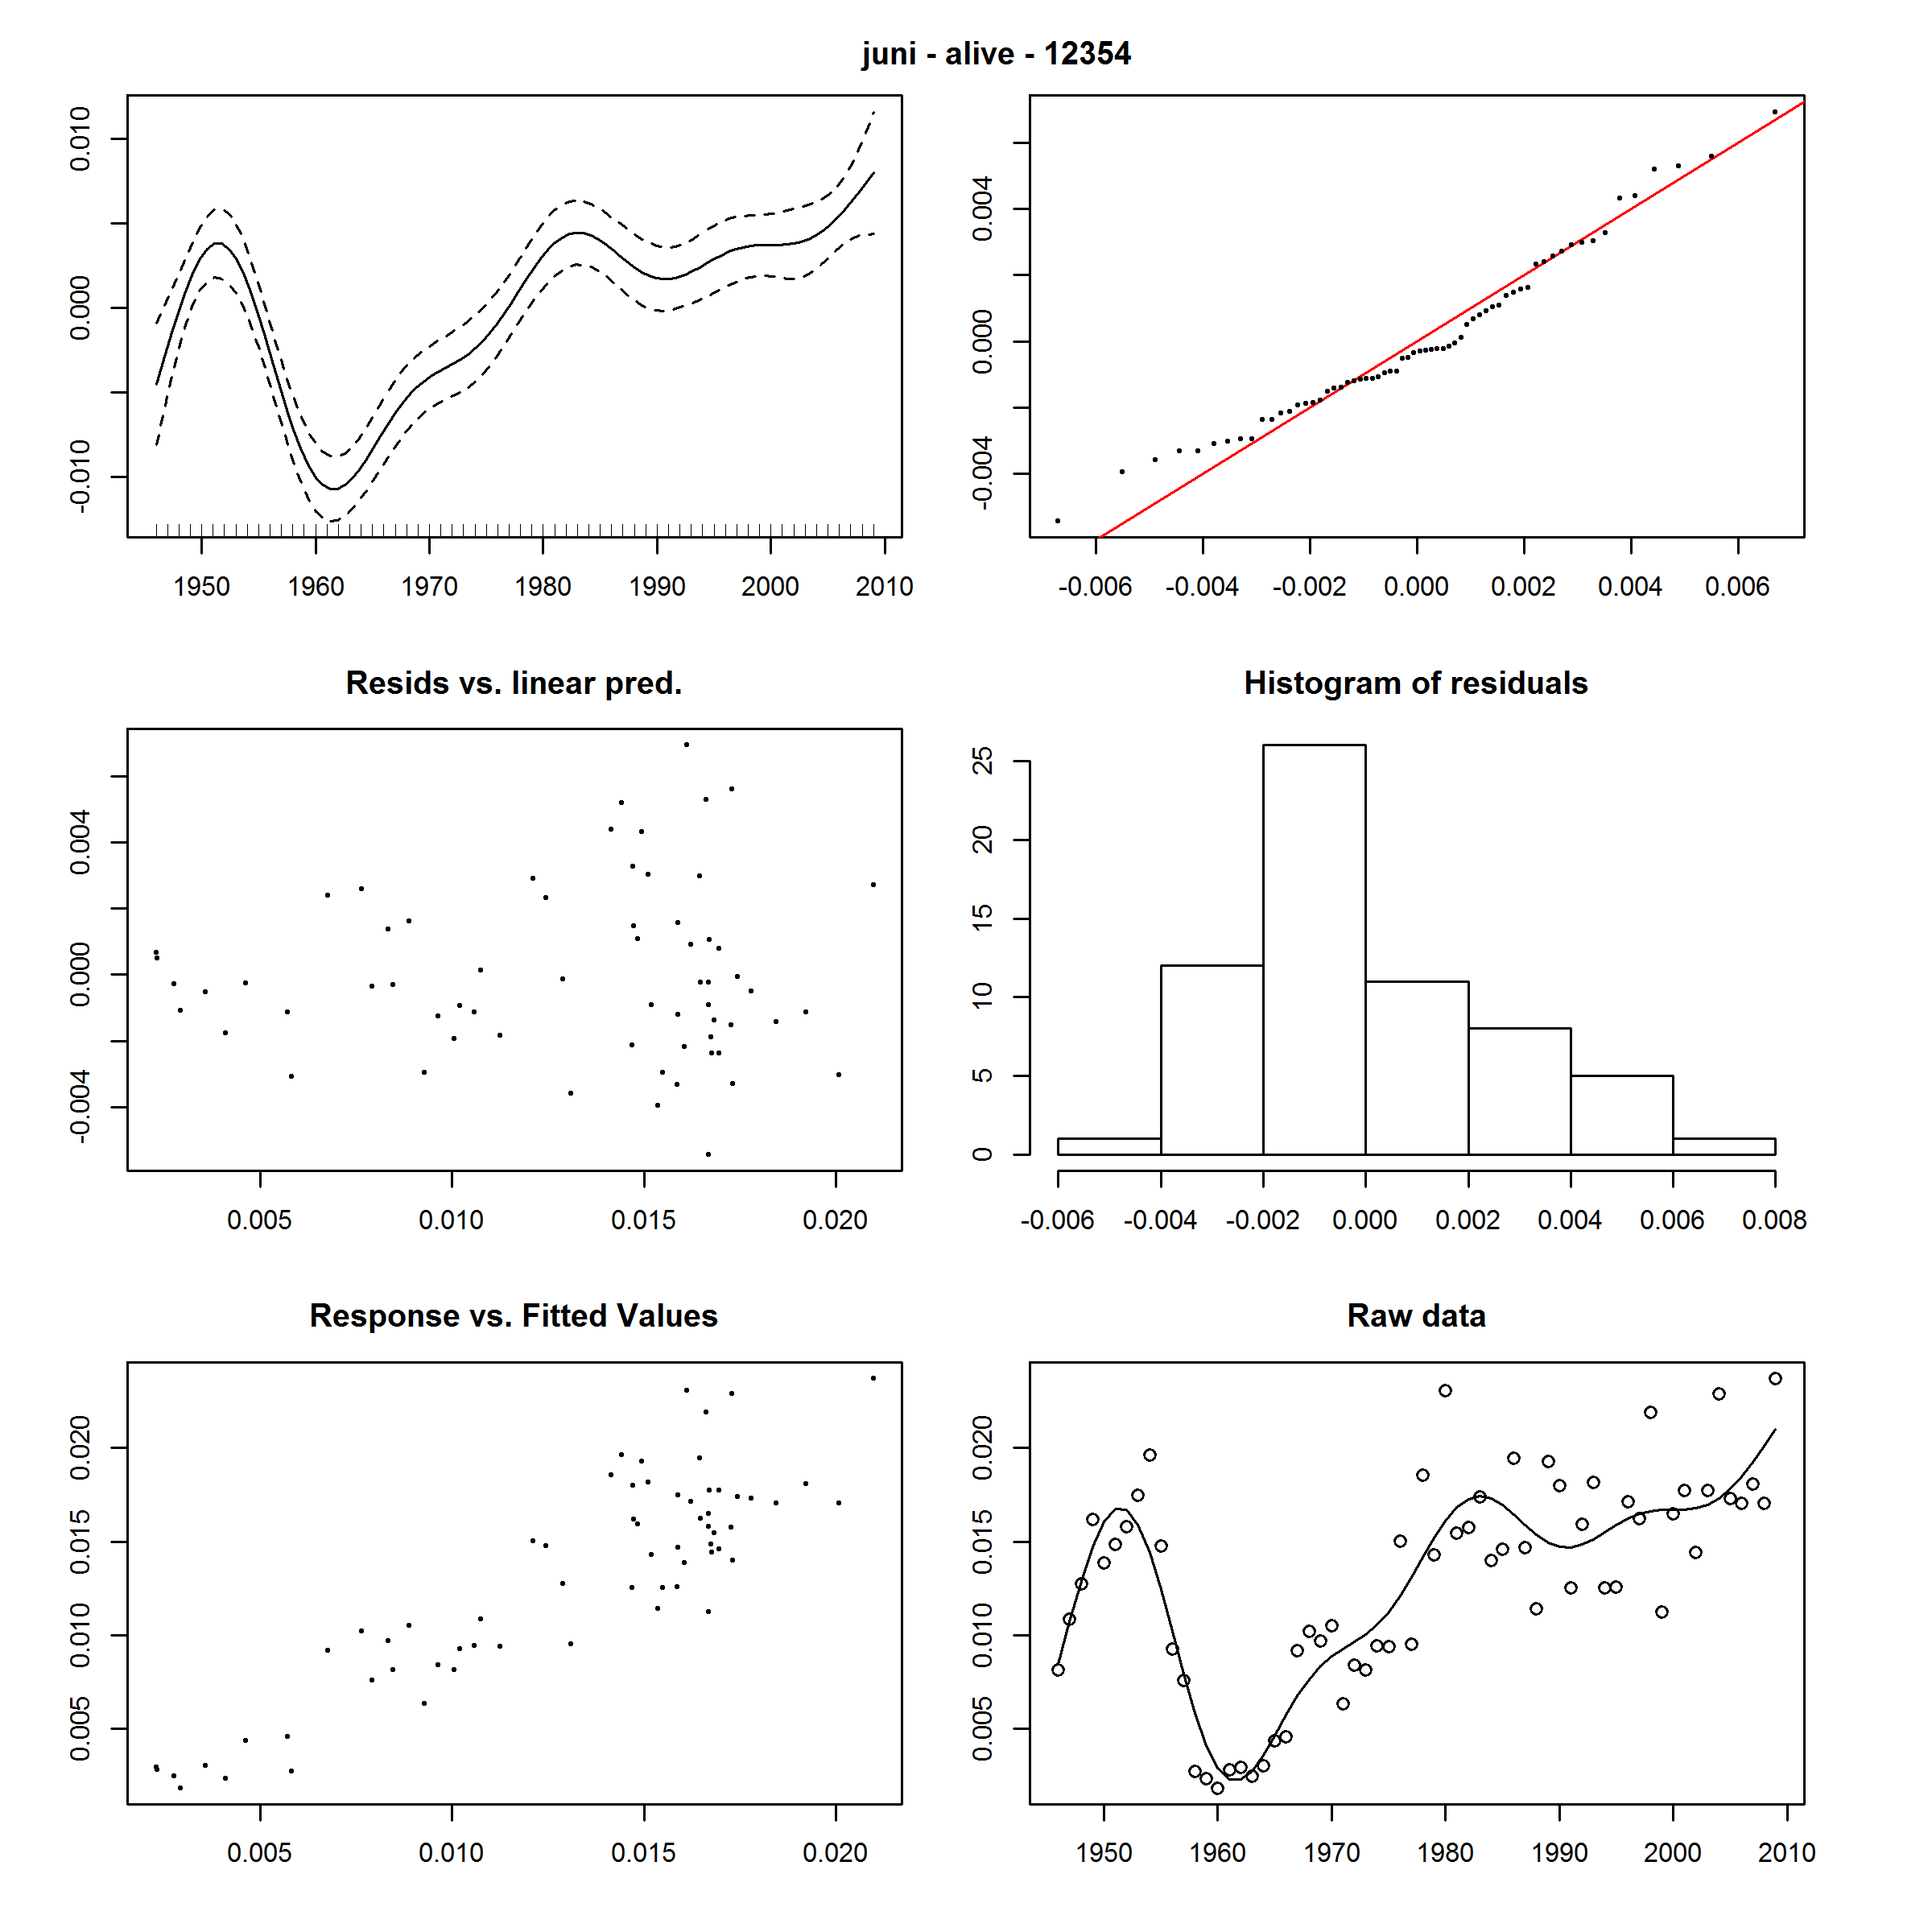 juni - alive - 12354
0.010
0.000
-0.010
1950 1960 1970 1980 1990 2000 2010
0.004
0.000
-0.004
-0.006 -0.004 -0.002 0.000 0.002 0.004 0.006
Resids vs. linear pred.
0.004
0.000
-0.004
0.005 0.010 0.015 0.020
Histogram of residuals
25
20
15
10
5
0
-0.006 -0.004 -0.002 0.000 0.002 0.004 0.006 0.008
Response vs. Fitted Values
0.020
0.015
0.010
0.005
0.005 0.010 0.015 0.020
Raw data
0.020
0.015
0.010
0.005
1950 1960 1970 1980 1990 2000 2010